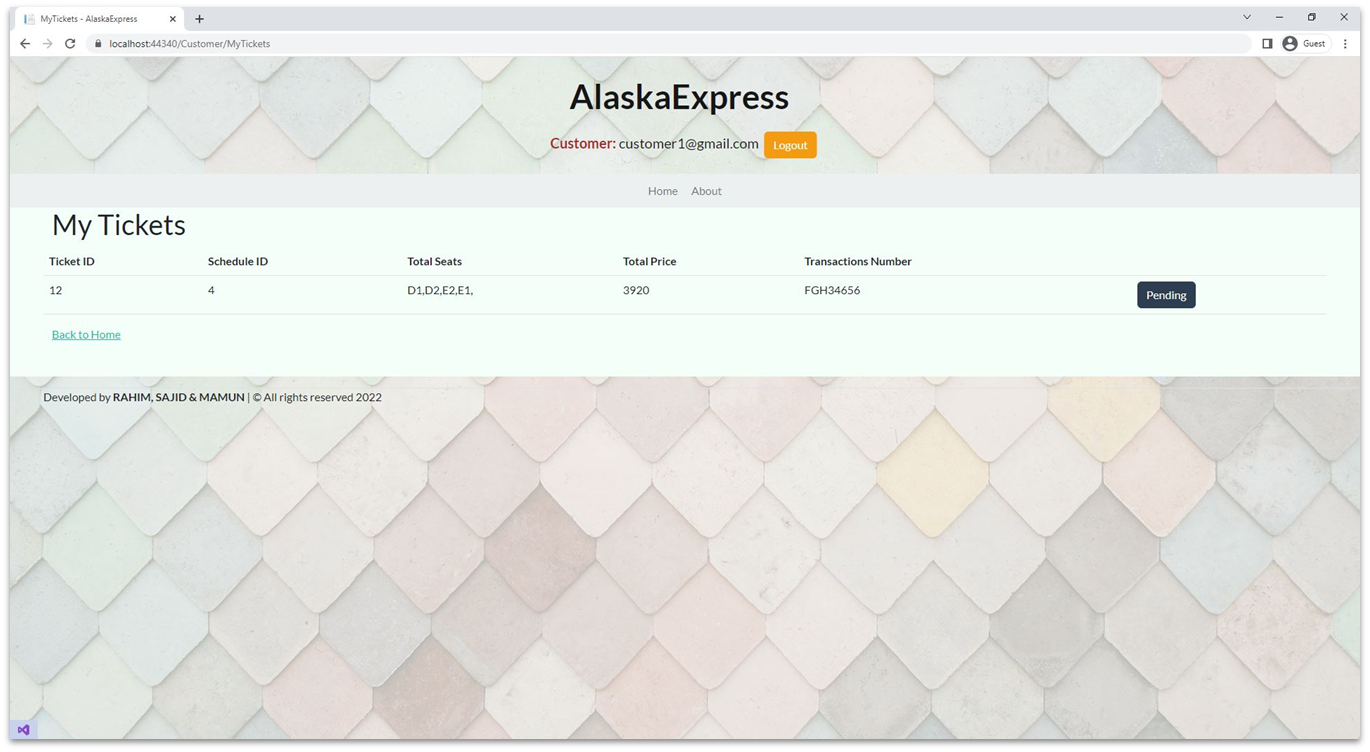 MyTickets - AlaskaExpress
localhost:44340/Customer/MyTickets
Guest
AlaskaExpress
Customer: customer1@gmail.com Logout
Home About
My Tickets
Ticket ID Schedule ID Total Seats Total Price Transactions Number
12 4 D1,D2,E2,E1, 3920 FGH34656 Pending
Back to Home
Developed by RAHIM, SAJID & MAMUN | © All rights reserved 2022